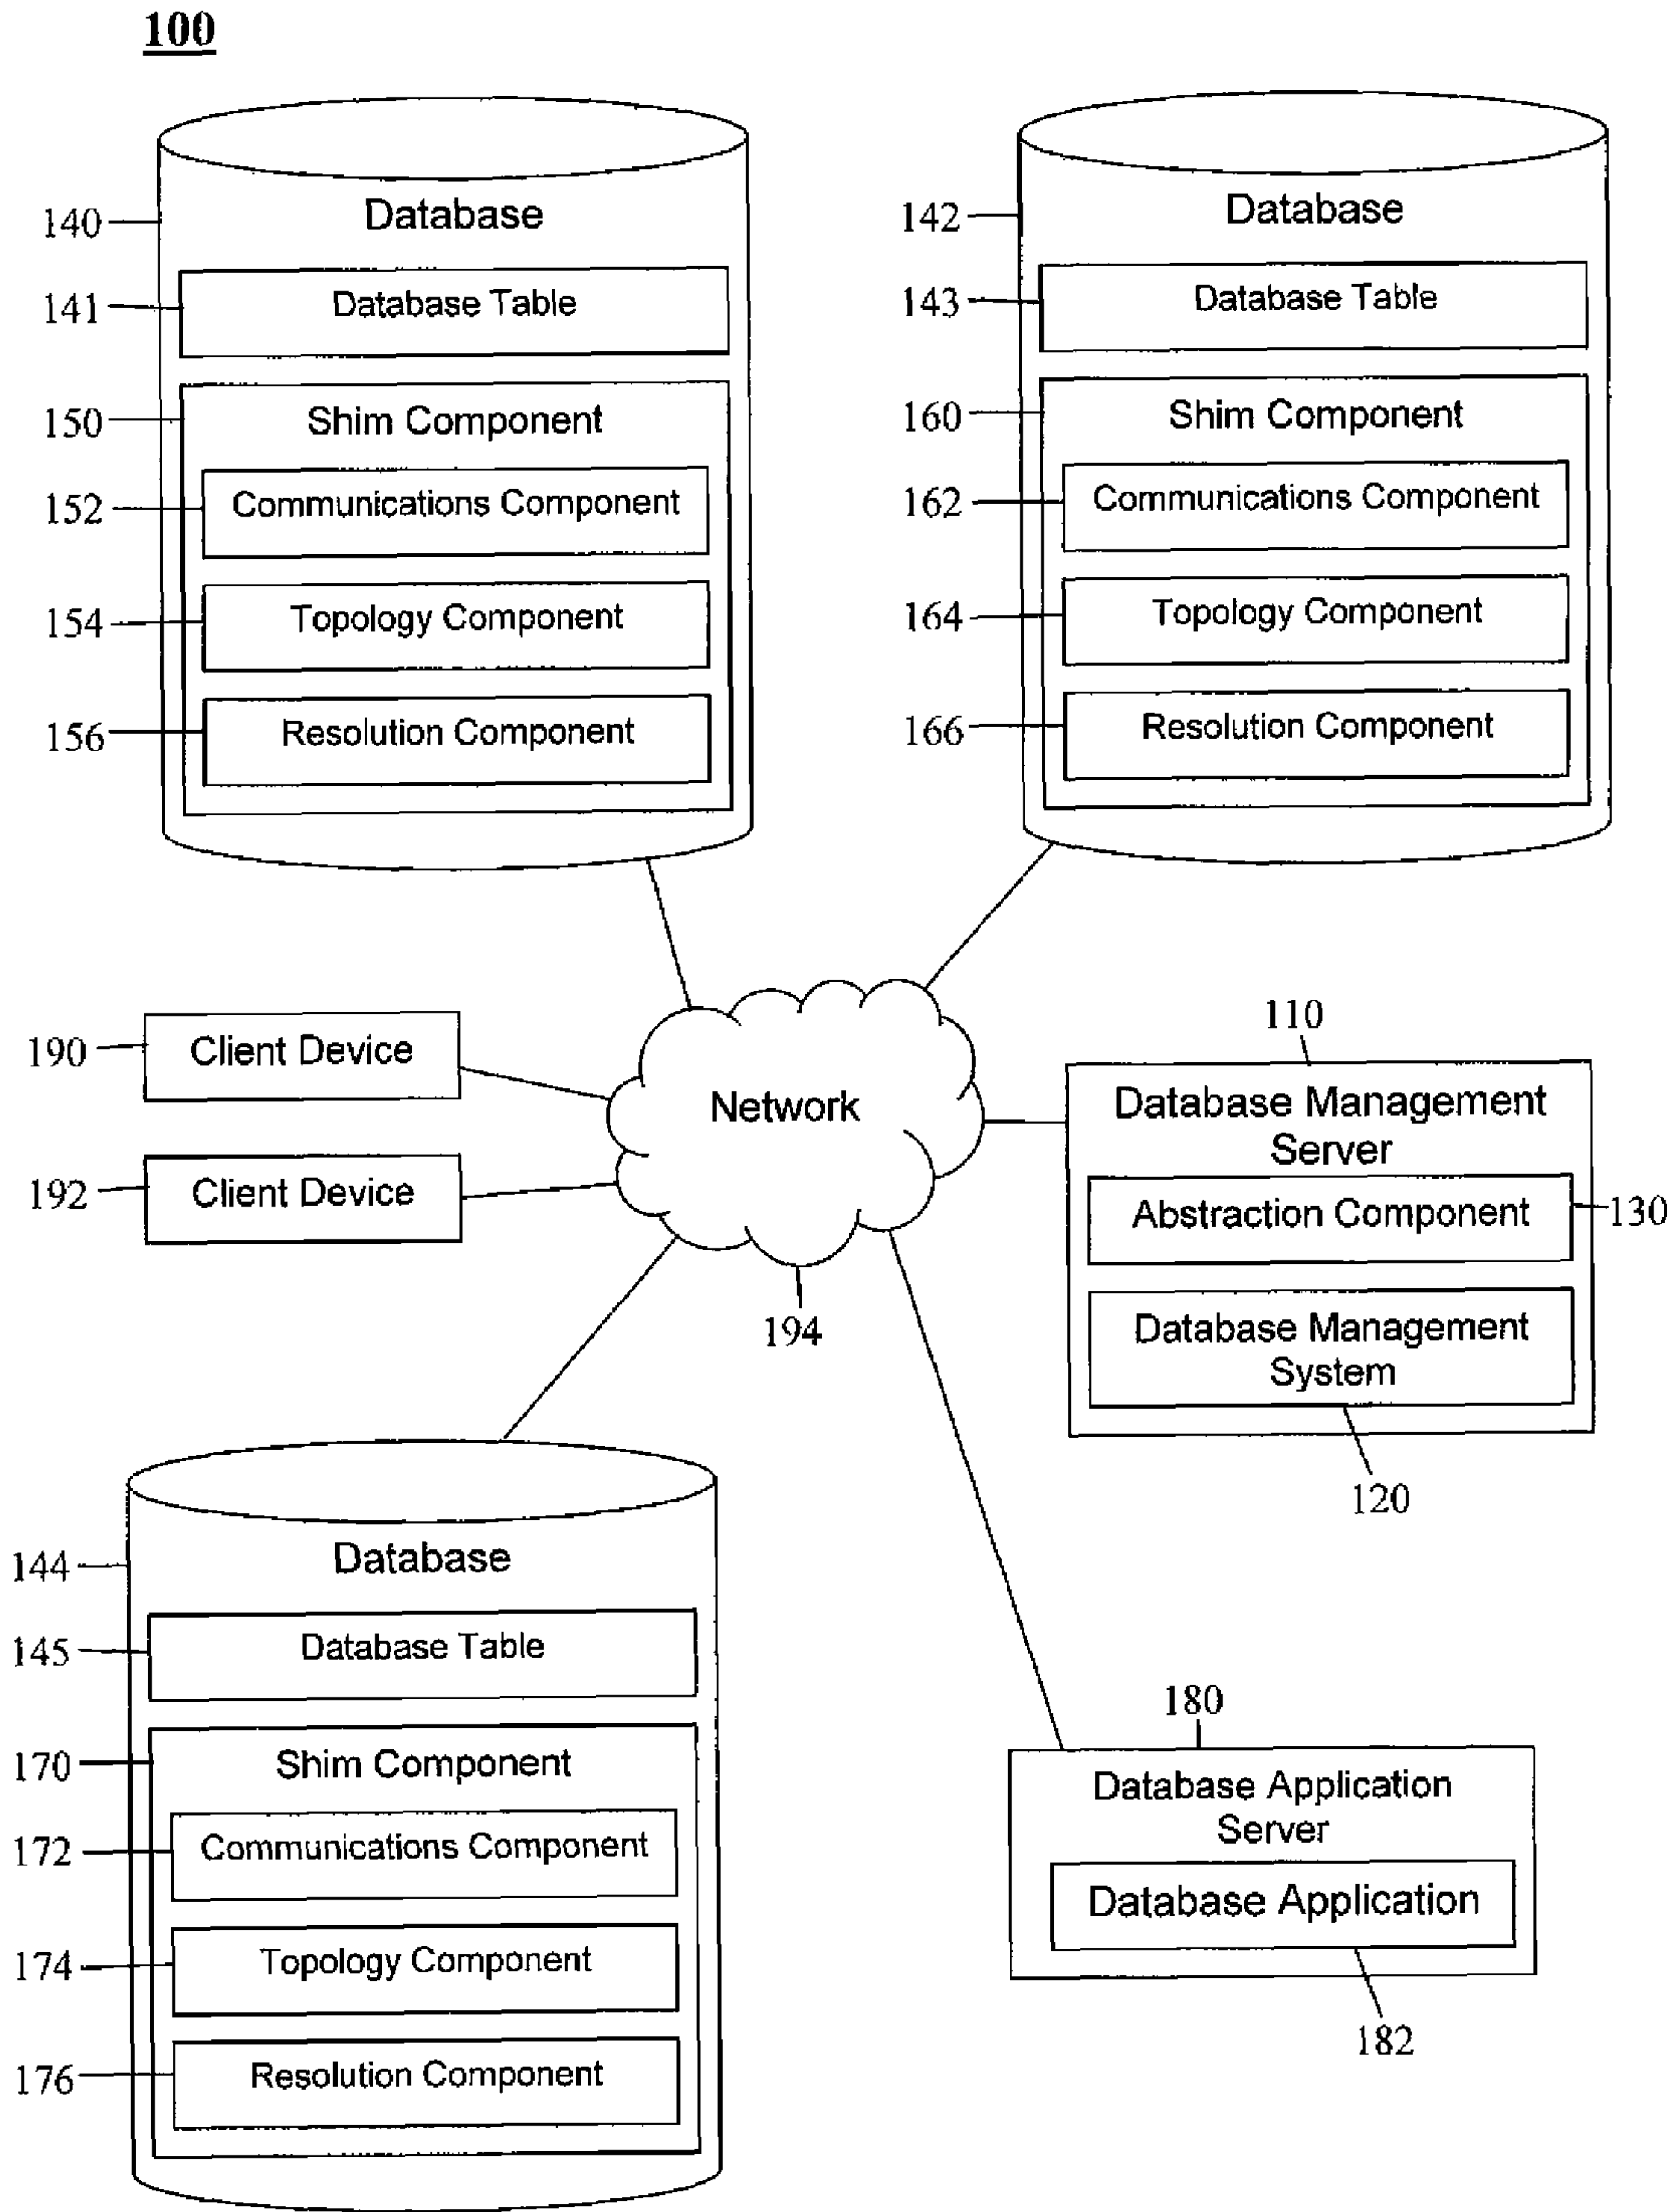 100
140
Database
141
Database Table
150
Shim Component
152
Communications Component
154
Topology Component
156
Resolution Component
142
Database
143
Database Table
160
Shim Component
162
Communications Component
164
Topology Component
166
Resolution Component
190
Client Device
192
Client Device
Network
194
110
Database Management
Server
Abstraction Component
130
Database Management
System
120
144
Database
145
Database Table
170
Shim Component
172
Communications Component
174
Topology Component
176
Resolution Component
180
Database Application
Server
Database Application
182